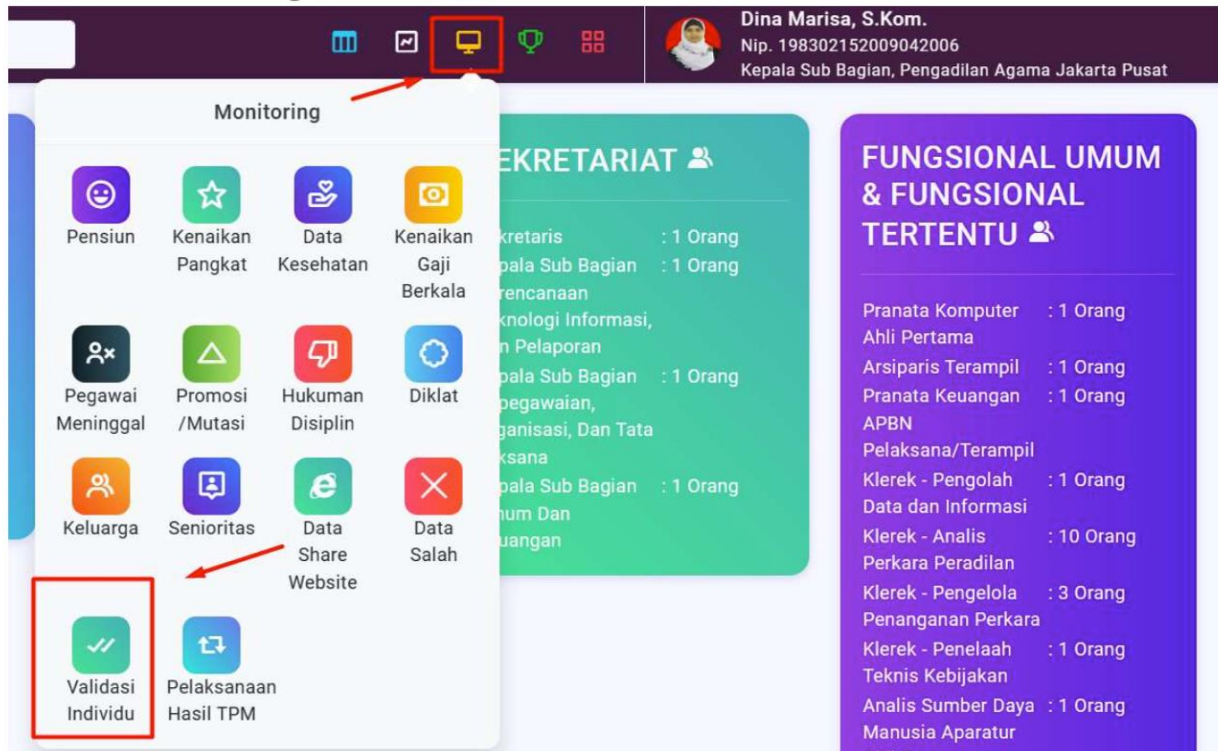 Dina Marisa, S.Kom.
Nip. 198302152009042006
Kepala Sub Bagian, Pengadilan Agama Jakarta Pusat
Monitoring
Pensiun
Kenaikan
Pangkat
Data
Kesehatan
Kenaikan
Gaji
Berkala
Pegawai
Meninggal
Promosi
/Mutasi
Hukuman
Disiplin
Diklat
Keluarga
Senioritas
Data
Share
Website
Data
Salah
Validasi
Individu
Pelaksanaan
Hasil TPM
EKRETARIAT
kretaris : 1 Orang
pala Sub Bagian : 1 Orang
rencanaan
knologi Informasi,
n Pelaporan
pala Sub Bagian : 1 Orang
pegawaian,
ganisasi, Dan Tata
ksana
pala Sub Bagian : 1 Orang
um Dan
uangan
FUNGSIONAL UMUM
& FUNGSIONAL
TERTENTU
Pranata Komputer : 1 Orang
Ahli Pertama
Arsiparis Terampil : 1 Orang
Pranata Keuangan : 1 Orang
APBN
Pelaksana/Terampil
Klerek - Pengolah : 1 Orang
Data dan Informasi
Klerek - Analis : 10 Orang
Perkara Peradilan
Klerek - Pengelola : 3 Orang
Penanganan Perkara
Klerek - Penelaah : 1 Orang
Teknis Kebijakan
Analis Sumber Daya : 1 Orang
Manusia Aparatur